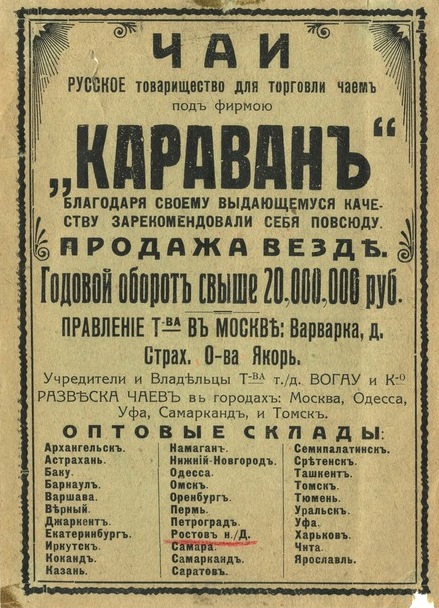 ЧАИ
РУССКОЕ товарищество для торговли чаемъ
подъ фирмою
„КАРАВАНЪ“
БЛАГОДАРЯ СВОЕМУ ВЫДАЮЩЕМУСЯ КАЧЕ-
СТВУ ЗАРЕКОМЕНДОВАЛИ СЕБЯ ПОВСЮДУ.
ПРОДАЖА ВЕЗДѢ.
Годовой оборотъ свыше 20,000,000 руб.
ПРАВЛЕНІЕ Т-ВА ВЪ МОСКВѢ: Варварка, д.
Страх. О-ва Якорь.
Учредители и Владѣльцы Т-ВА т./д. ВОГАУ и К-О
РАЗВѢСКА ЧАЕВЪ въ городахъ: Москва, Одесса,
Уфа, Самаркандъ, и Томскъ.
ОПТОВЫЕ СКЛАДЫ:
Архангельскъ.
Астрахань.
Баку.
Барнаулъ.
Варшава.
Вѣрный.
Джаркентъ.
Екатеринбургъ.
Иркутскъ.
Кокандъ.
Казань.
Наманганъ.
Нижній-Новгородъ.
Одесса.
Омскъ.
Оренбургъ.
Пермь.
Петроградъ.
Ростовъ н./Д.
Самара.
Самаркандъ.
Саратовъ.
Семипалатинскъ.
Срѣтенскъ.
Ташкентъ.
Томскъ.
Тюмень.
Уральскъ.
Уфа.
Харьковъ.
Чита.
Ярославль.